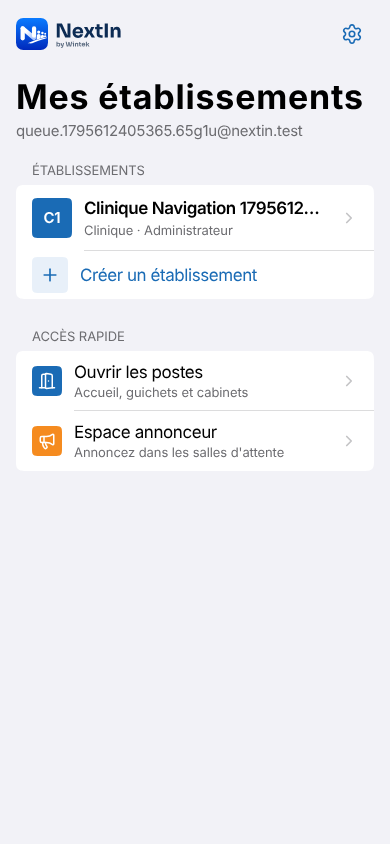 NextIn
by Wintek
Mes établissements
queue.1795612405365.65g1u@nextin.test
ÉTABLISSEMENTS
C1
Clinique Navigation 1795612...
Clinique · Administrateur
Créer un établissement
ACCÈS RAPIDE
Ouvrir les postes
Accueil, guichets et cabinets
Espace annonceur
Annoncez dans les salles d'attente